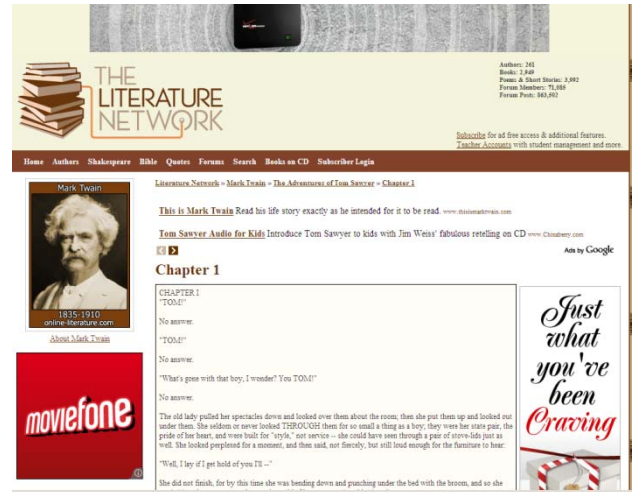 THE
LITERATURE
NETWORK
Authors: 261
Books: 2,949
Poems & Short Stories: 3,992
Forum Members: 71,086
Forum Posts: 863,602
Subscribe for ad free access & additional features.
Teacher Accounts with student management and more.
Home Authors Shakespeare Bible Quotes Forums Search Books on CD Subscriber Login
Mark Twain
1835-1910
online-literature.com
About Mark Twain
moviefone
Literature Network » Mark Twain » The Adventures of Tom Sawyer » Chapter 1
This is Mark Twain Read his life story exactly as he intended for it to be read. www.thisismarktwain.com
Tom Sawyer Audio for Kids Introduce Tom Sawyer to kids with Jim Weiss' fabulous retelling on CD www.Chinaberry.com
Ads by Google
Chapter 1
CHAPTER I
"TOM!"
No answer.
"TOM!"
No answer.
"What's gone with that boy, I wonder? You TOM!"
No answer.
The old lady pulled her spectacles down and looked over them about the room; then she put them up and looked out
under them. She seldom or never looked THROUGH them for so small a thing as a boy; they were her state pair, the
pride of her heart, and were built for "style," not service -- she could have seen through a pair of stove-lids just as
well. She looked perplexed for a moment, and then said, not fiercely, but still loud enough for the furniture to hear:
"Well, I lay if I get hold of you I'll --"
She did not finish, for by this time she was bending down and punching under the bed with the broom, and so she
Just
what
you've
been
Craving